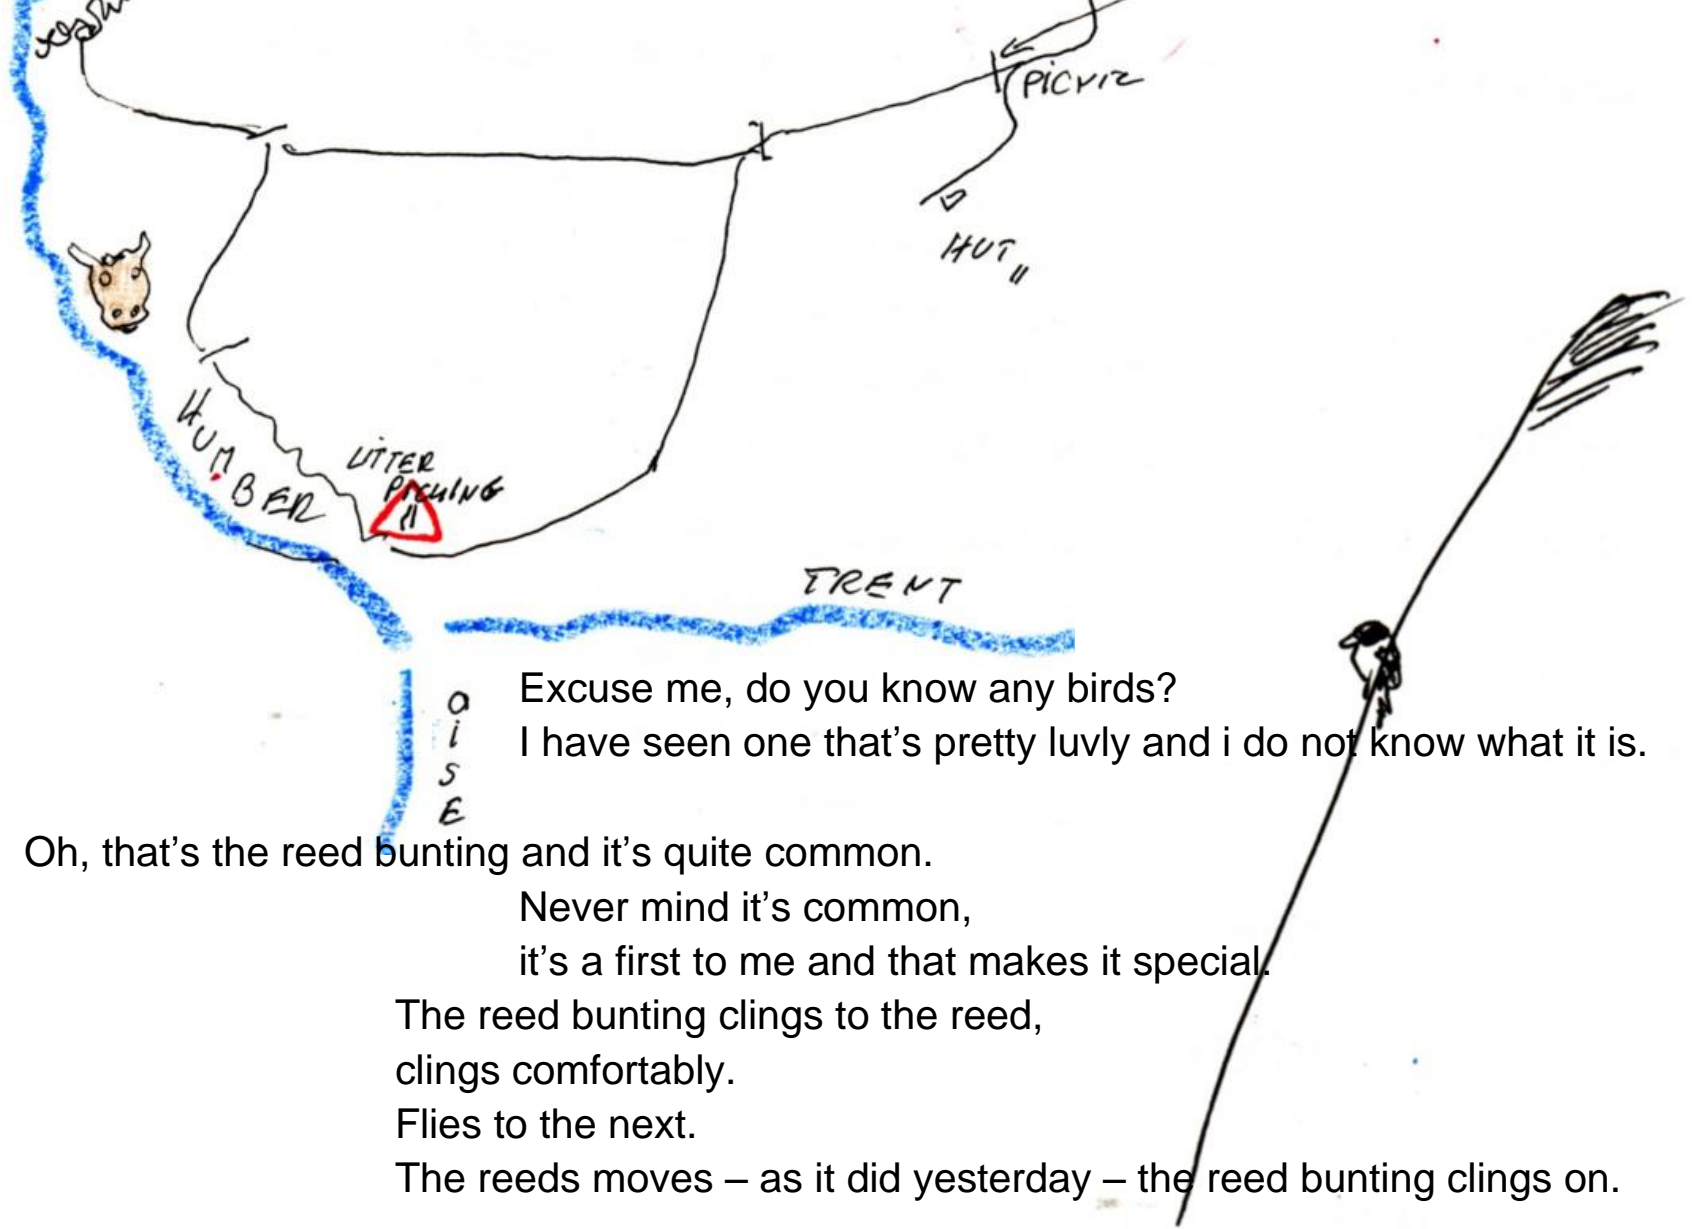 PICNIC
HUT
HUMBER
LITTER
PICKING
!!
TRENT
OISE
Excuse me, do you know any birds?
I have seen one that’s pretty luvly and i do not know what it is.
Oh, that’s the reed bunting and it’s quite common.
Never mind it’s common,
it’s a first to me and that makes it special.
The reed bunting clings to the reed,
clings comfortably.
Flies to the next.
The reeds moves – as it did yesterday – the reed bunting clings on.